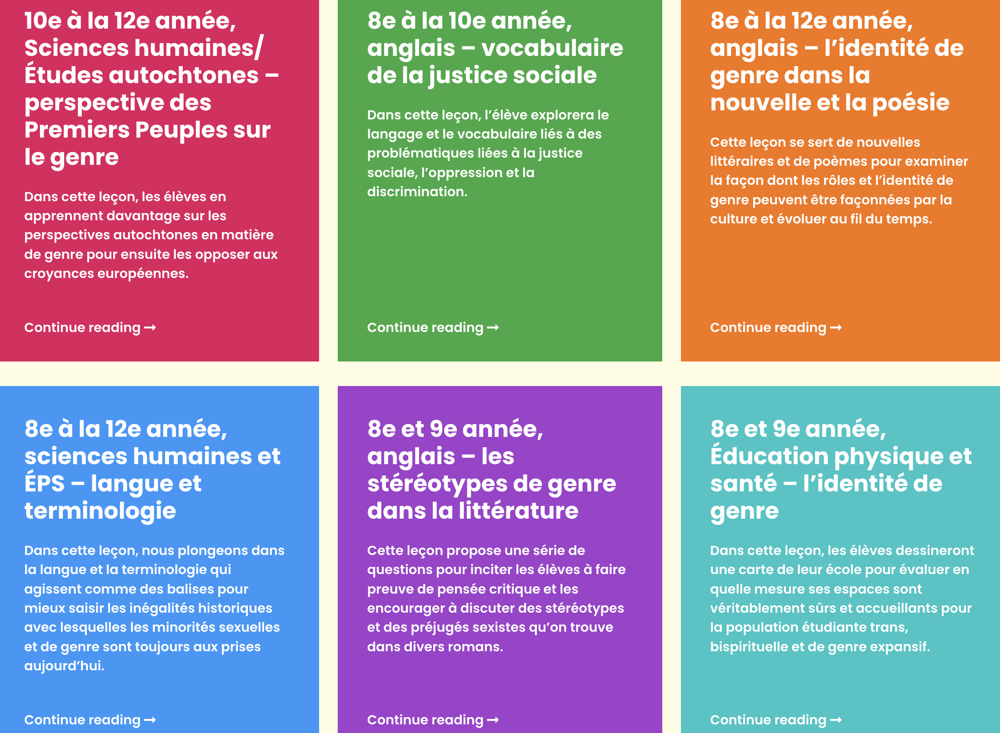 10e à la 12e année,
Sciences humaines/
Études autochtones –
perspective des
Premiers Peuples sur
le genre
Dans cette leçon, les élèves en
apprennent davantage sur les
perspectives autochtones en matière
de genre pour ensuite les opposer aux
croyances européennes.
Continue reading →
8e à la 10e année,
anglais – vocabulaire
de la justice sociale
Dans cette leçon, l’élève explorera le
langage et le vocabulaire liés à des
problématiques liées à la justice
sociale, l’oppression et la
discrimination.
Continue reading →
8e à la 12e année,
anglais – l’identité de
genre dans la
nouvelle et la poésie
Cette leçon se sert de nouvelles
littéraires et de poèmes pour examiner
la façon dont les rôles et l’identité de
genre peuvent être façonnées par la
culture et évoluer au fil du temps.
Continue reading →
8e à la 12e année,
sciences humaines et
ÉPS – langue et
terminologie
Dans cette leçon, nous plongeons dans
la langue et la terminologie qui
agissent comme des balises pour
mieux saisir les inégalités historiques
avec lesquelles les minorités sexuelles
et de genre sont toujours aux prises
aujourd’hui.
Continue reading →
8e et 9e année,
anglais – les
stéréotypes de genre
dans la littérature
Cette leçon propose une série de
questions pour inciter les élèves à faire
preuve de pensée critique et les
encourager à discuter des stéréotypes
et des préjugés sexistes qu’on trouve
dans divers romans.
Continue reading →
8e et 9e année,
Éducation physique et
santé – l’identité de
genre
Dans cette leçon, les élèves dessineront
une carte de leur école pour évaluer en
quelle mesure ses espaces sont
véritablement sûrs et accueillants pour
la population étudiante trans,
bispirituelle et de genre expansif.
Continue reading →